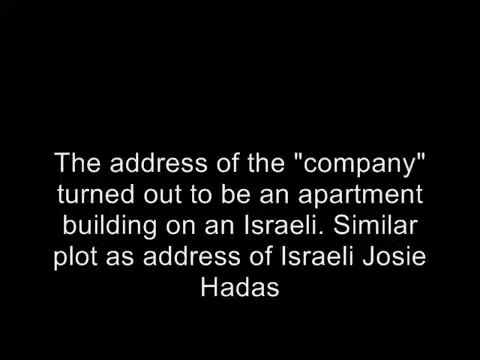 The address of the "company"
turned out to be an apartment
building on an Israeli. Similar
plot as address of Israeli Josie
Hadas